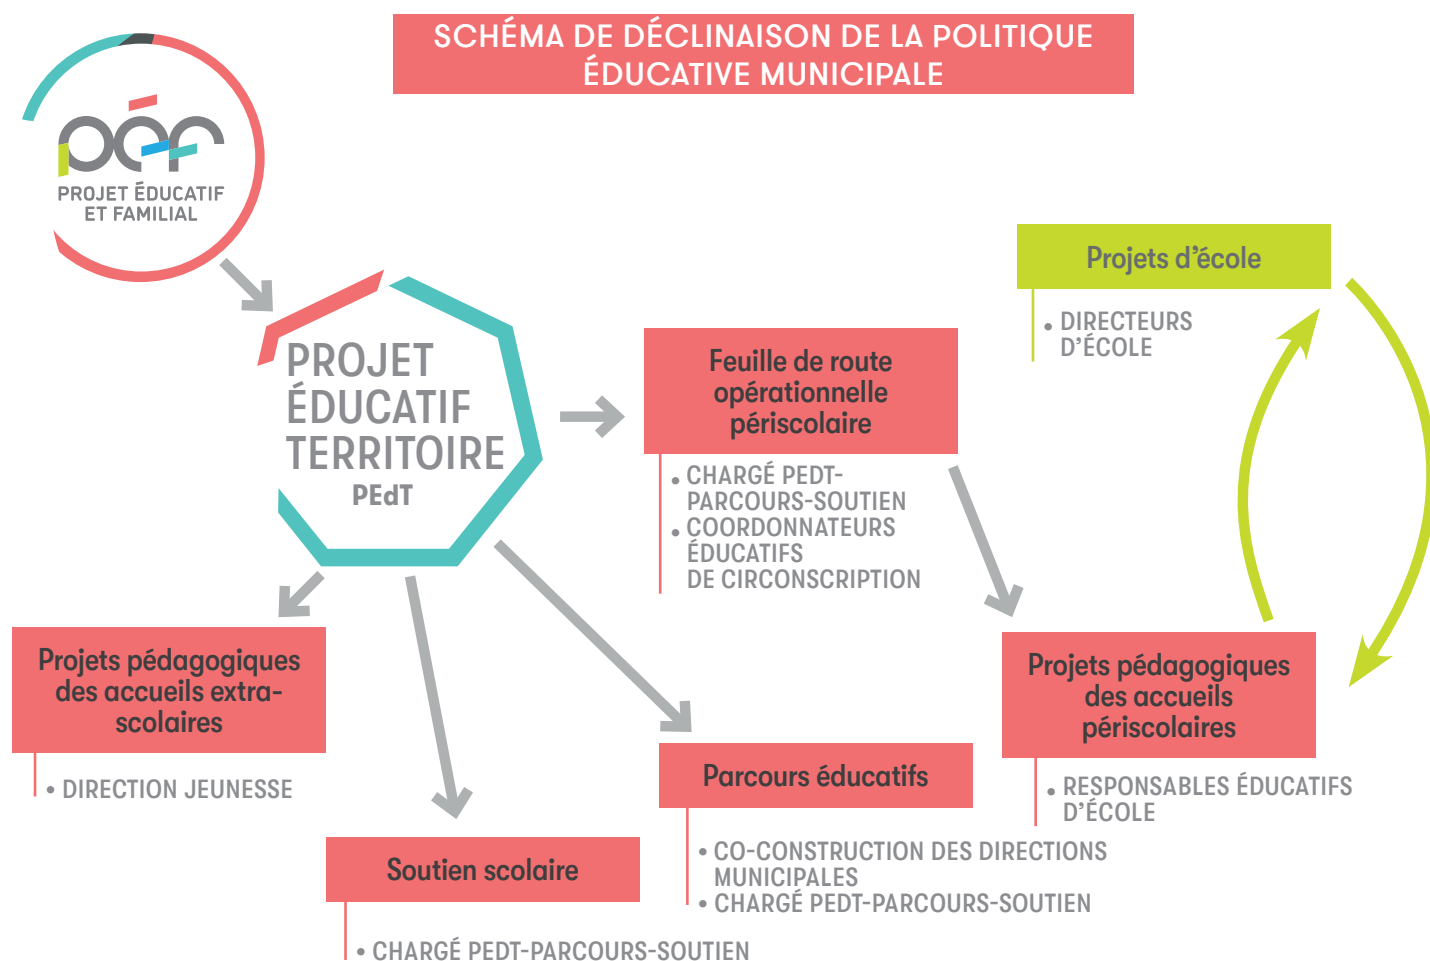 SCHÉMA DE DÉCLINAISON DE LA POLITIQUE
ÉDUCATIVE MUNICIPALE
péf
PROJET ÉDUCATIF
ET FAMILIAL
PROJET
ÉDUCATIF
TERRITOIRE
PEdT
Feuille de route
opérationnelle
périscolaire
• CHARGÉ PEDT-
PARCOURS-SOUTIEN
• COORDONNATEURS
ÉDUCATIFS
DE CIRCONSCRIPTION
Projets d'école
• DIRECTEURS
D'ÉCOLE
Projets pédagogiques
des accueils extra-
scolaires
• DIRECTION JEUNESSE
Soutien scolaire
• CHARGÉ PEDT-PARCOURS-SOUTIEN
Parcours éducatifs
• CO-CONSTRUCTION DES DIRECTIONS
MUNICIPALES
• CHARGÉ PEDT-PARCOURS-SOUTIEN
Projets pédagogiques
des accueils
périscolaires
• RESPONSABLES ÉDUCATIFS
D'ÉCOLE